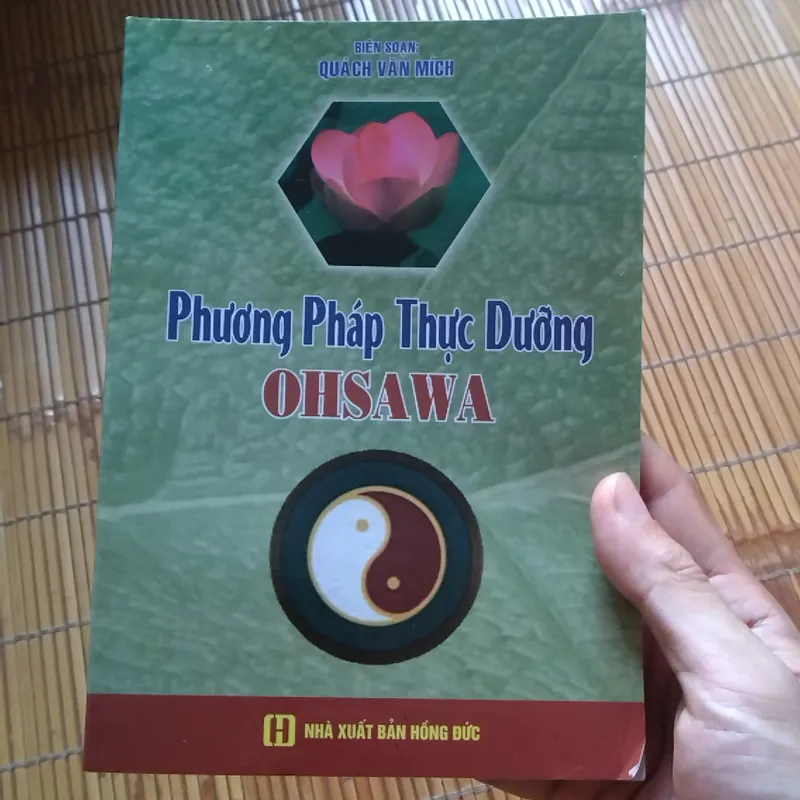 BIÊN SOẠN:
QUÁCH VĂN MÍCH
Phương Pháp Thực Dưỡng
OHSAWA
NHÀ XUẤT BẢN HỒNG ĐỨC